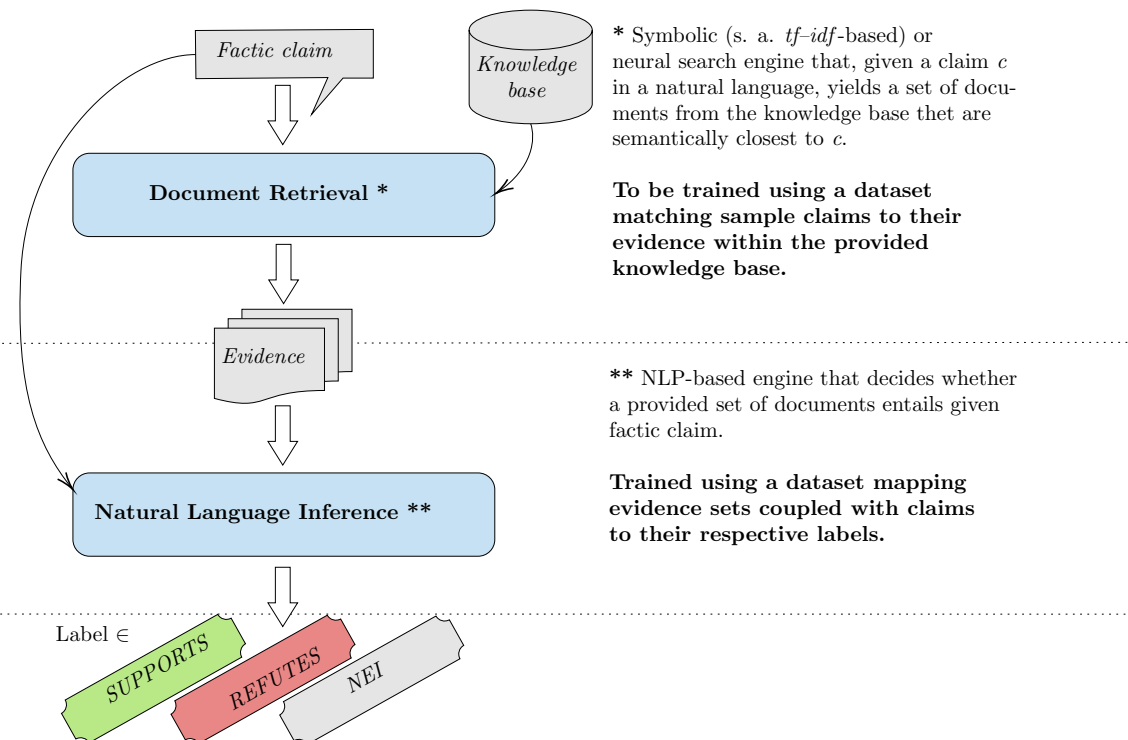 Factic claim
Knowledge
base
* Symbolic (s. a. tf–idf-based) or
neural search engine that, given a claim c
in a natural language, yields a set of docu-
ments from the knowledge base thet are
semantically closest to c.
Document Retrieval *
To be trained using a dataset
matching sample claims to their
evidence within the provided
knowledge base.
Evidence
** NLP-based engine that decides whether
a provided set of documents entails given
factic claim.
Natural Language Inference **
Trained using a dataset mapping
evidence sets coupled with claims
to their respective labels.
Label ∈
SUPPORTS
REFUTES
NEI